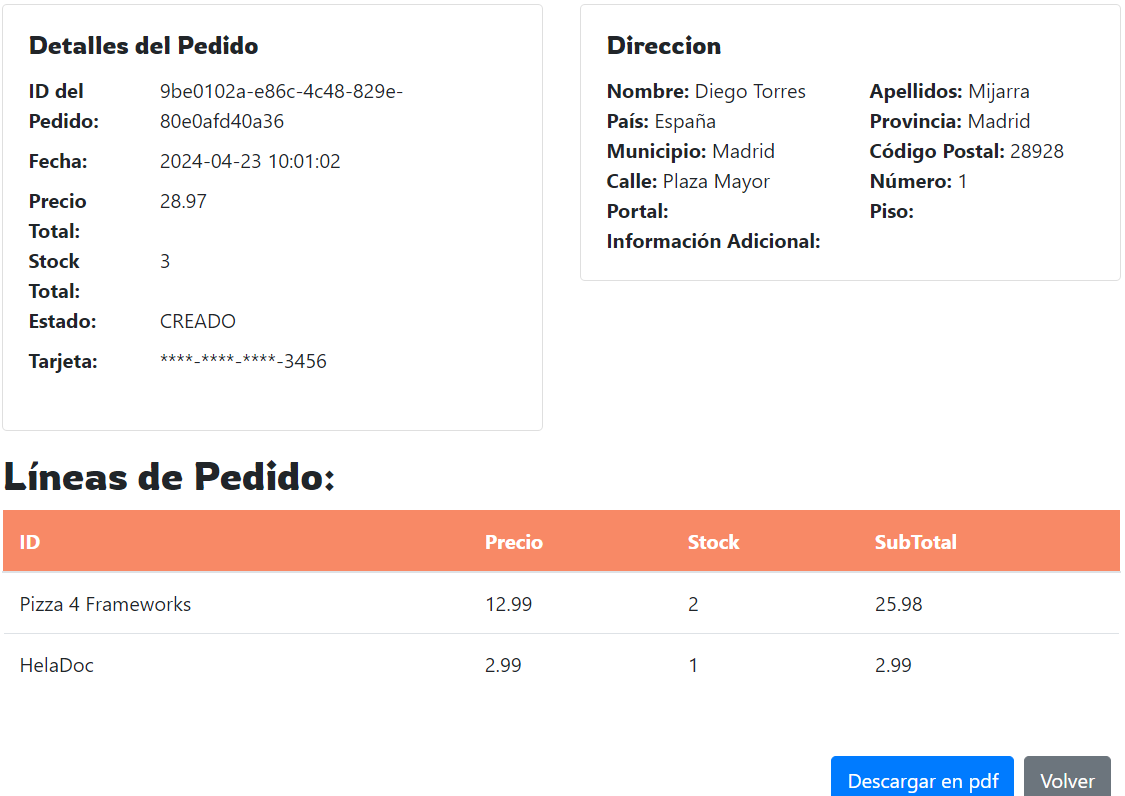 Detalles del Pedido
ID del Pedido: 9be0102a-e86c-4c48-829e-80e0afd40a36
Fecha: 2024-04-23 10:01:02
Precio Total: 28.97
Stock Total: 3
Estado: CREADO
Tarjeta: ****-****-****-3456
Direccion
Nombre: Diego Torres Apellidos: Mijarra
País: España Provincia: Madrid
Municipio: Madrid Código Postal: 28928
Calle: Plaza Mayor Número: 1
Portal: Piso:
Información Adicional:
Líneas de Pedido:
ID Precio Stock SubTotal
Pizza 4 Frameworks 12.99 2 25.98
HelaDoc 2.99 1 2.99
Descargar en pdf Volver